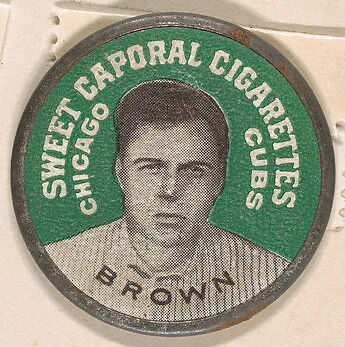 SWEET CAPORAL CIGARETTES
CHICAGO
CUBS
BROWN